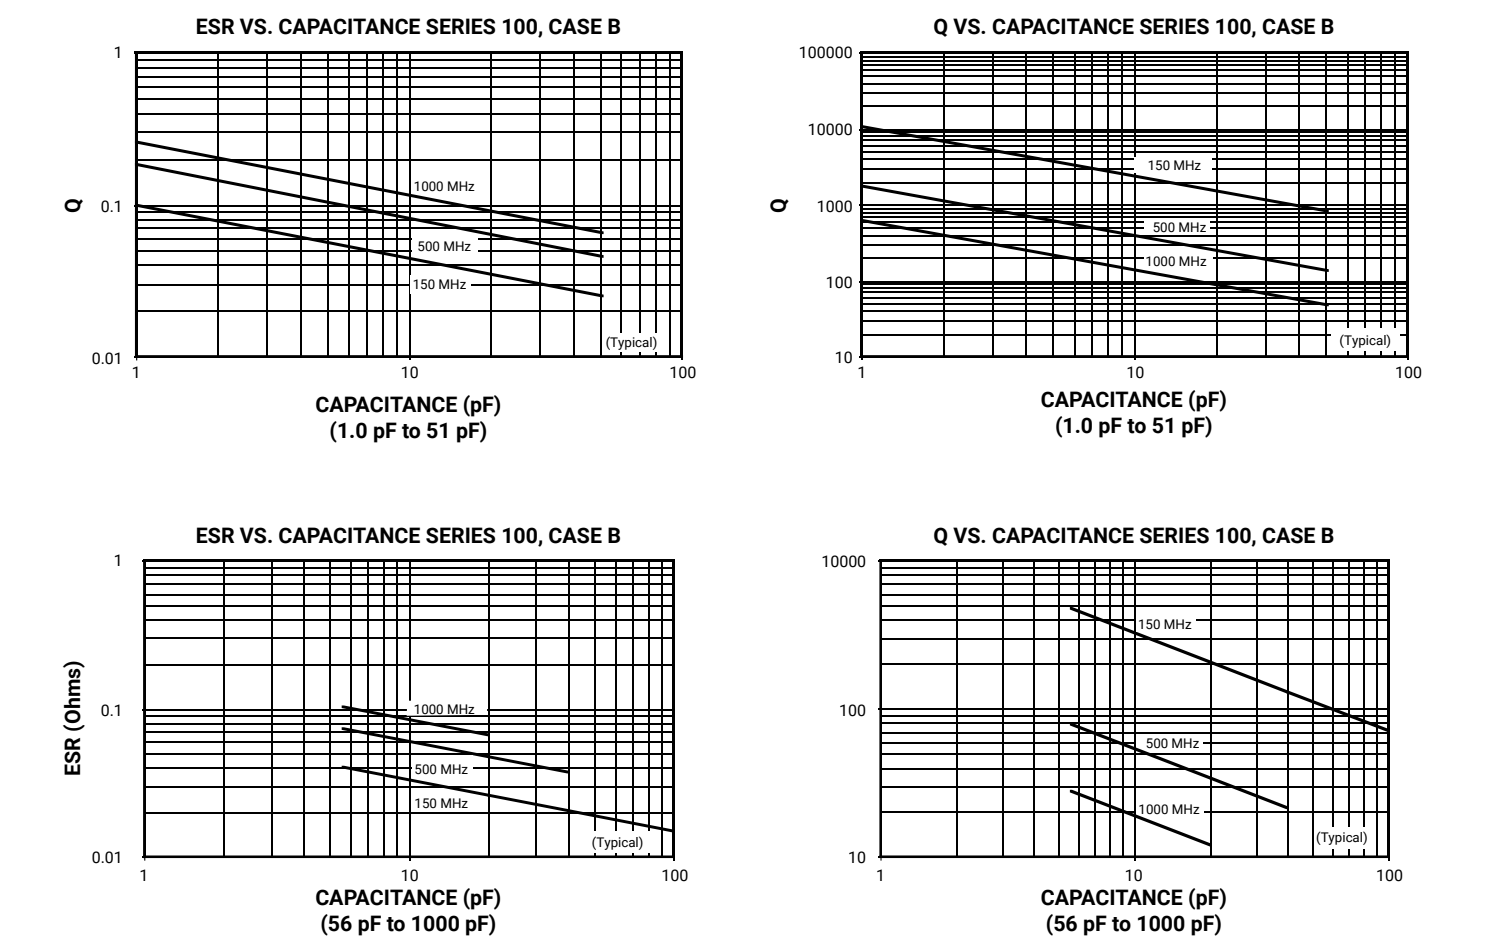 ESR VS. CAPACITANCE SERIES 100, CASE B
1
0.1
0.01
Q
1000 MHz
500 MHz
150 MHz
(Typical)
1 10 100
CAPACITANCE (pF)
(1.0 pF to 51 pF)
Q VS. CAPACITANCE SERIES 100, CASE B
100000
10000
1000
100
10
Q
150 MHz
500 MHz
1000 MHz
(Typical)
1 10 100
CAPACITANCE (pF)
(1.0 pF to 51 pF)
ESR VS. CAPACITANCE SERIES 100, CASE B
1
0.1
0.01
ESR (Ohms)
1000 MHz
500 MHz
150 MHz
(Typical)
1 10 100
CAPACITANCE (pF)
(56 pF to 1000 pF)
Q VS. CAPACITANCE SERIES 100, CASE B
10000
100
10
150 MHz
500 MHz
1000 MHz
(Typical)
1 10 100
CAPACITANCE (pF)
(56 pF to 1000 pF)